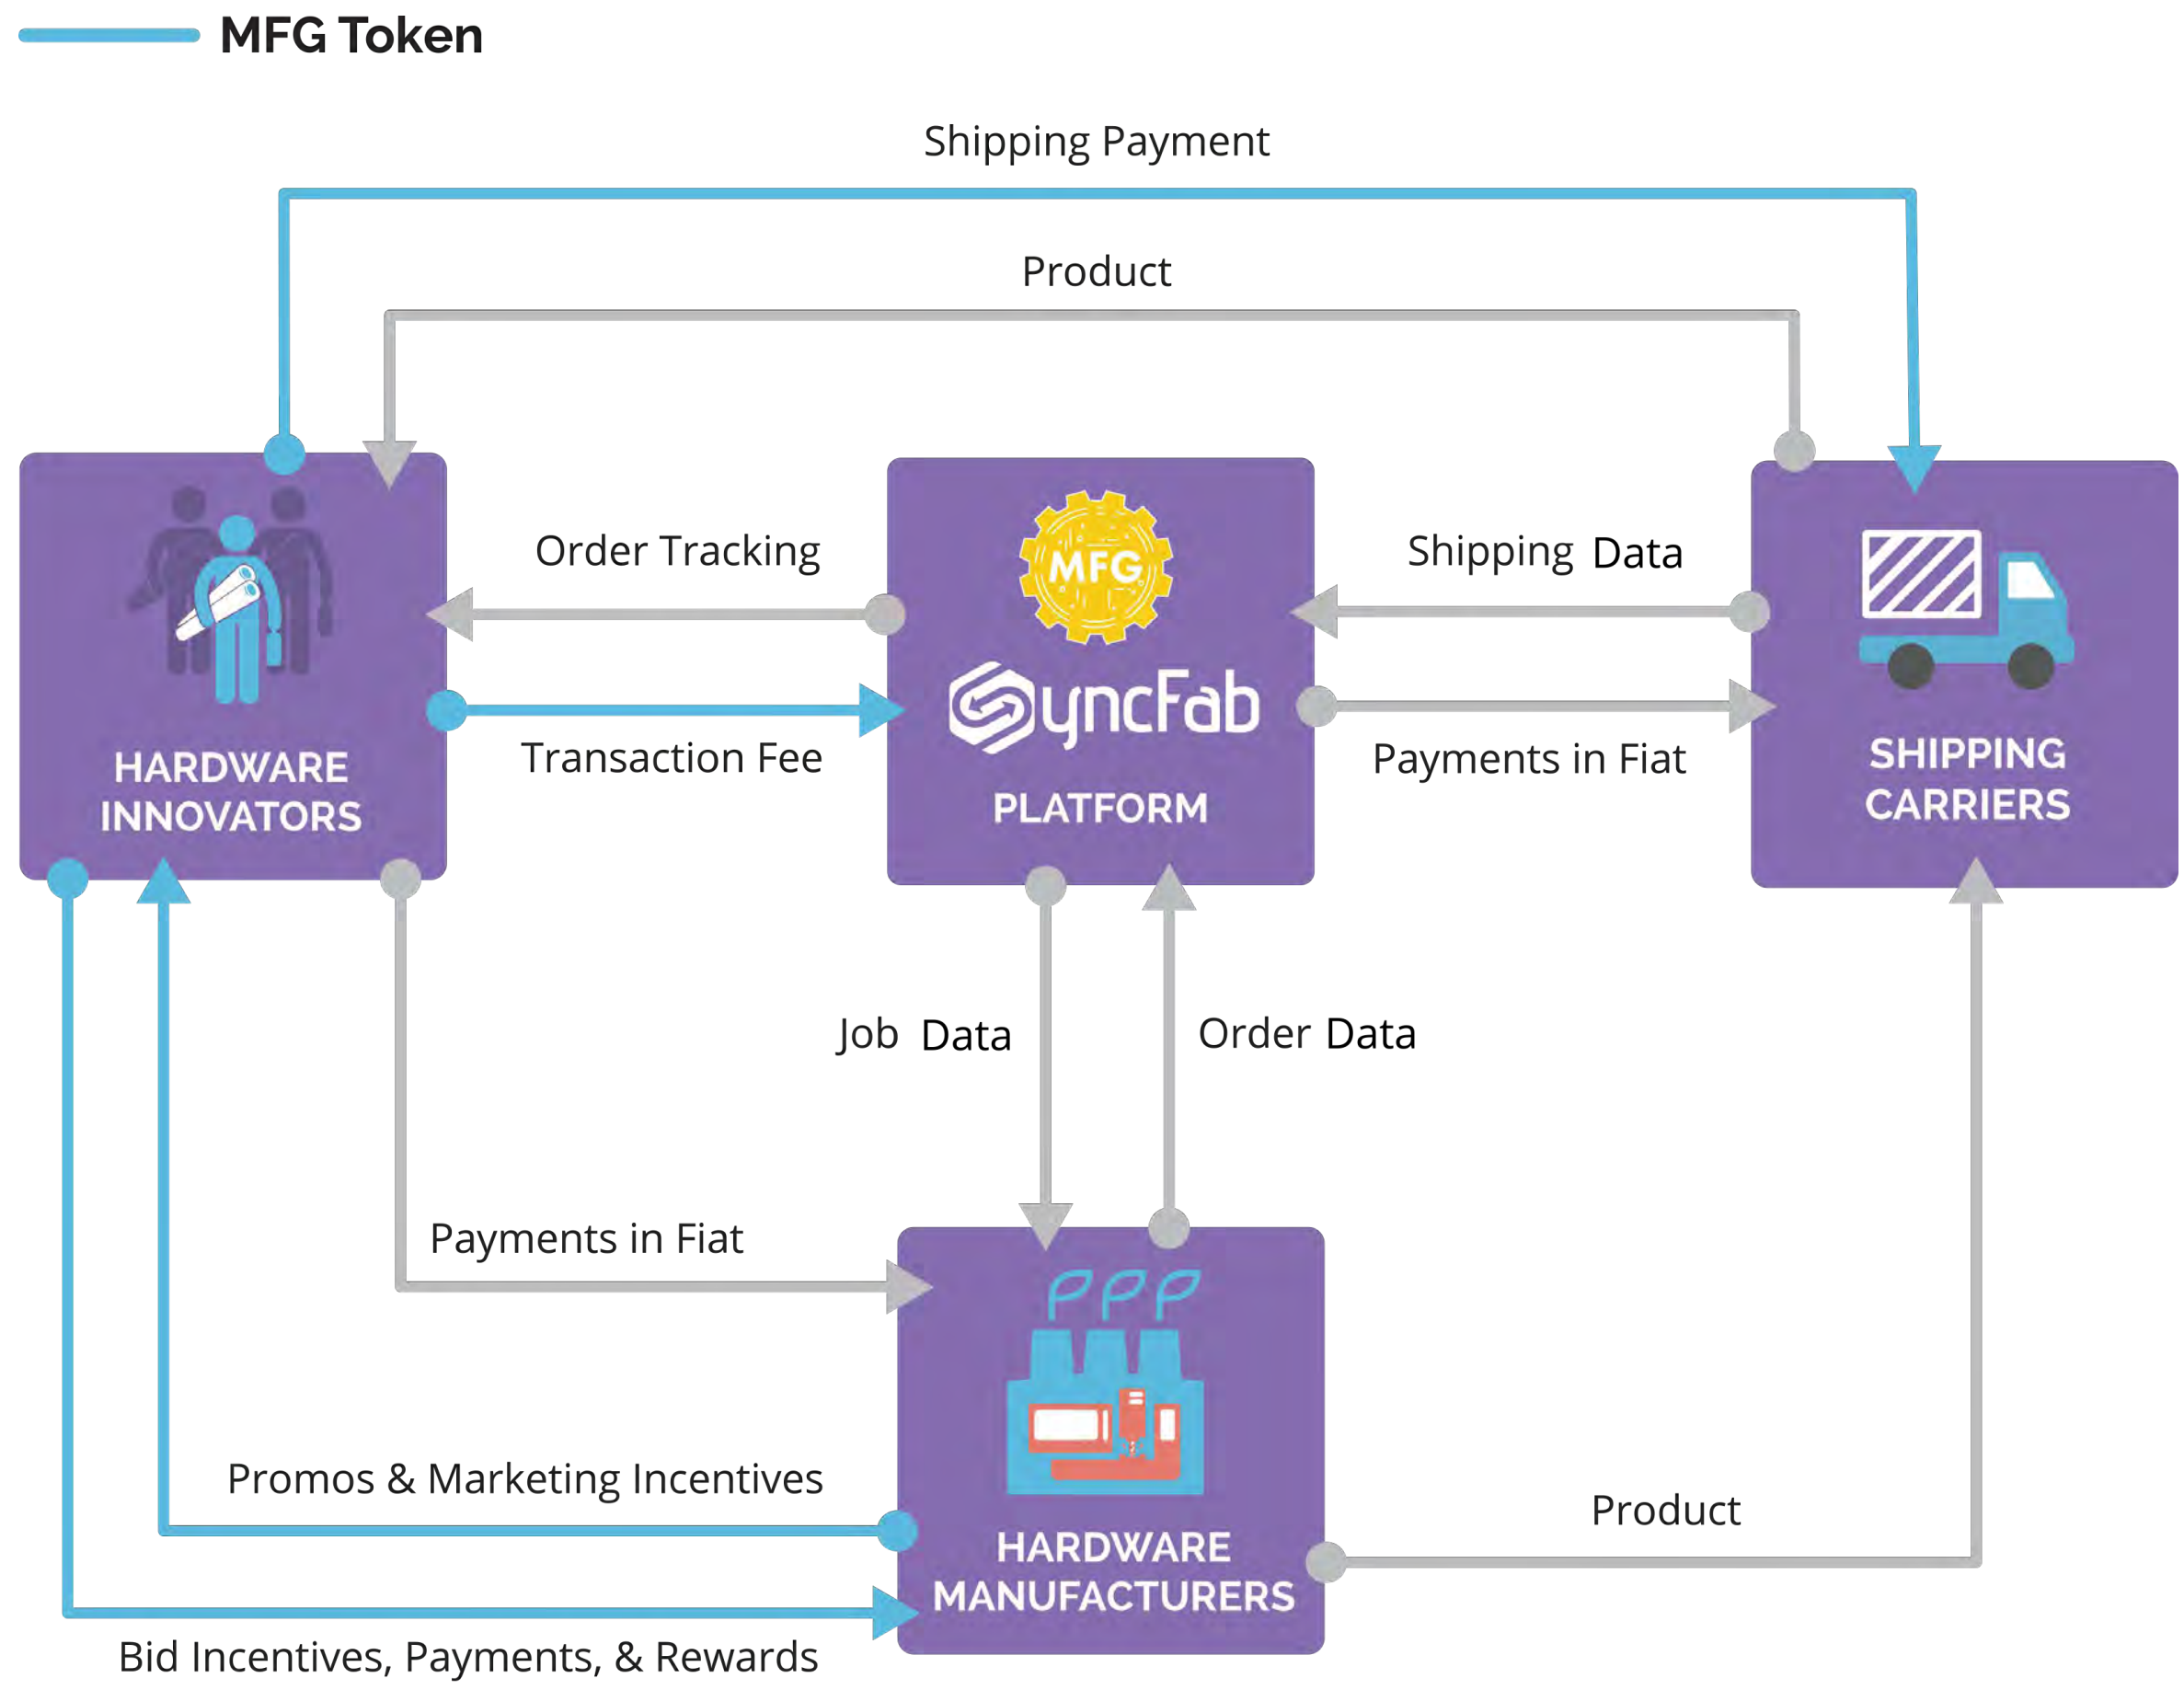 MFG Token
Shipping Payment
Product
Order Tracking
Transaction Fee
Shipping Data
Payments in Fiat
HARDWARE
INNOVATORS
MFG
SyncFab
PLATFORM
SHIPPING
CARRIERS
Job Data
Order Data
Payments in Fiat
Promos & Marketing Incentives
Bid Incentives, Payments, & Rewards
HARDWARE
MANUFACTURERS
Product